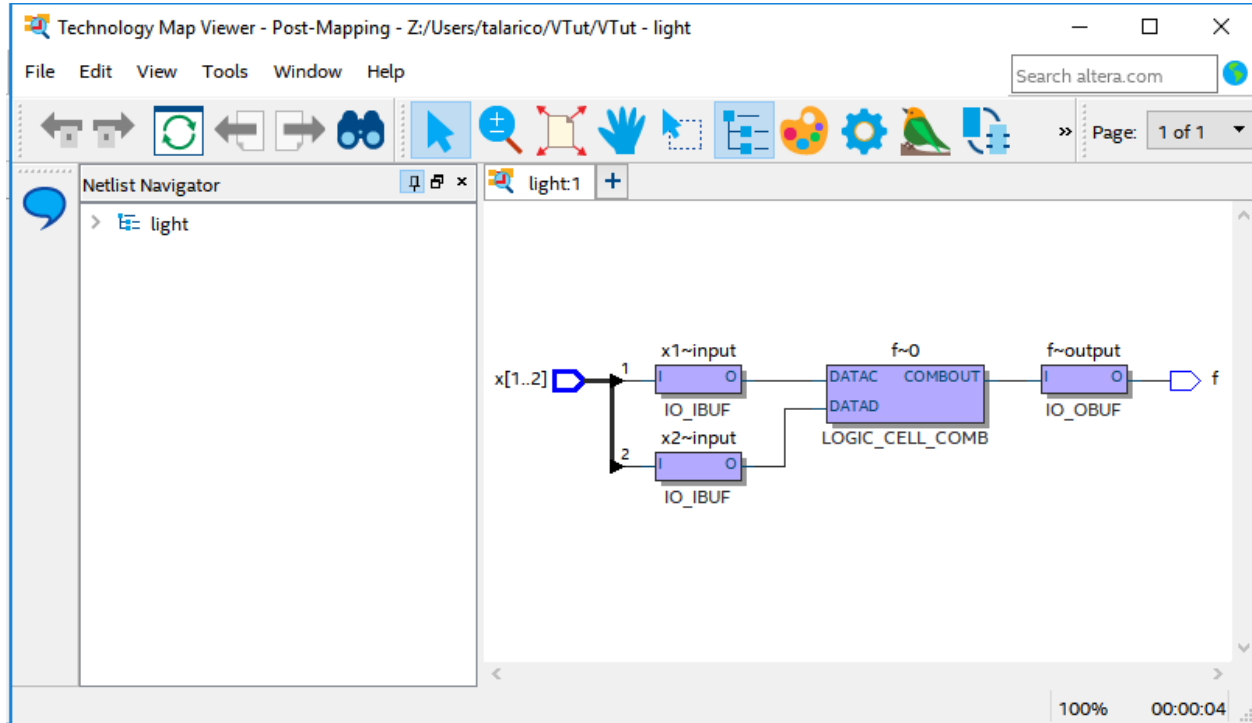 Technology Map Viewer - Post-Mapping - Z:/Users/talarico/VTut/VTut - light
File Edit View Tools Window Help
Search altera.com
» Page: 1 of 1
Netlist Navigator
light
light:1
x[1..2]
1
x1~input
I O
IO_IBUF
2
x2~input
I O
IO_IBUF
f~0
DATAC COMBOUT
DATAD
LOGIC_CELL_COMB
f~output
I O
IO_OBUF
f
100% 00:00:04